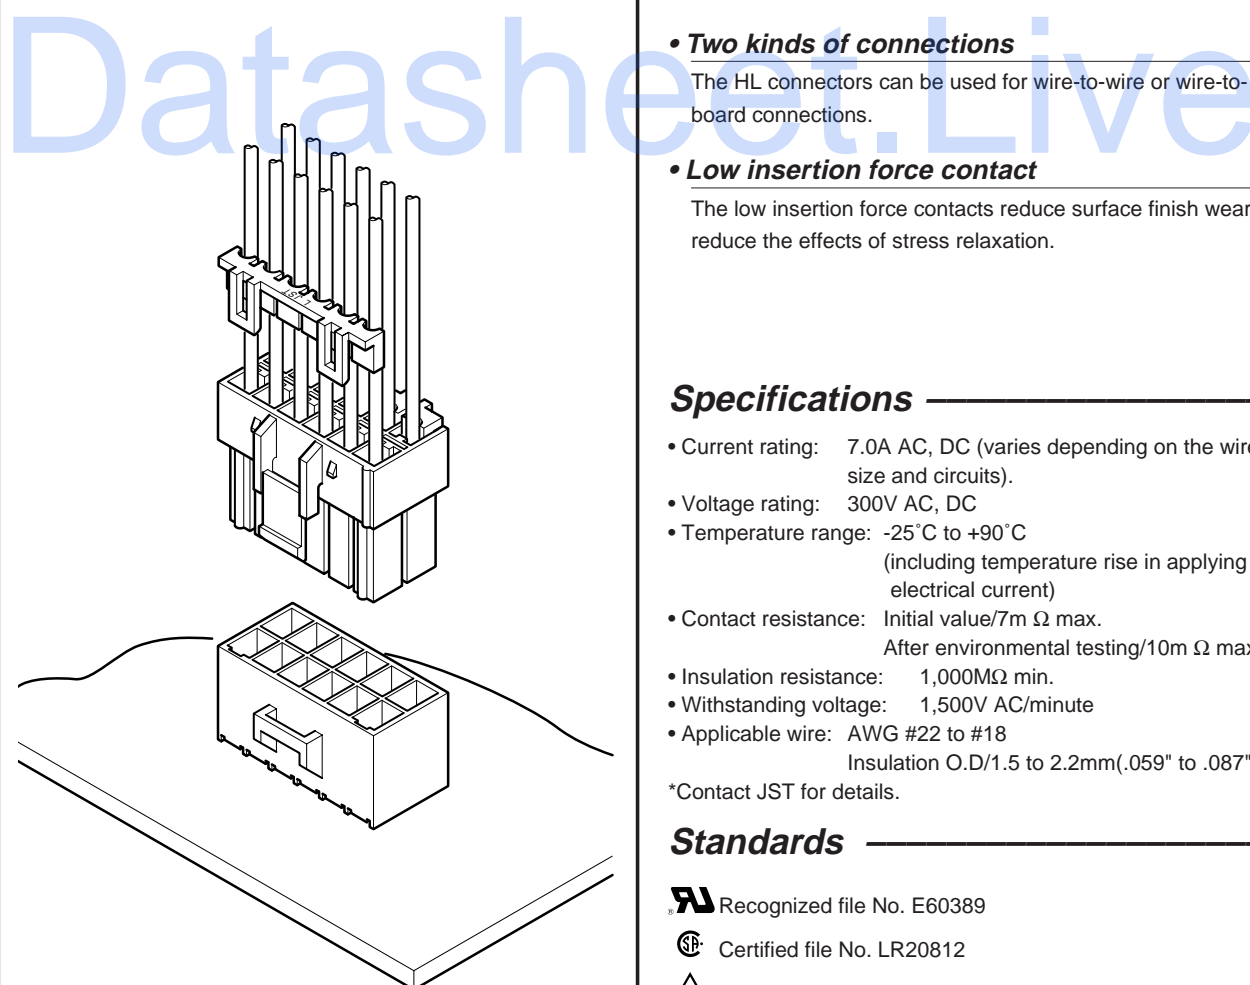 Datasheet.Live
• Two kinds of connections
The HL connectors can be used for wire-to-wire or wire-to-
board connections.
• Low insertion force contact
The low insertion force contacts reduce surface finish wear
reduce the effects of stress relaxation.
JST
Specifications
• Current rating: 7.0A AC, DC (varies depending on the wire
size and circuits).
• Voltage rating: 300V AC, DC
• Temperature range: -25˚C to +90˚C
(including temperature rise in applying
electrical current)
• Contact resistance: Initial value/7m Ω max.
After environmental testing/10m Ω max
• Insulation resistance: 1,000MΩ min.
• Withstanding voltage: 1,500V AC/minute
• Applicable wire: AWG #22 to #18
Insulation O.D/1.5 to 2.2mm(.059" to .087"
*Contact JST for details.
Standards
Recognized file No. E60389
Certified file No. LR20812